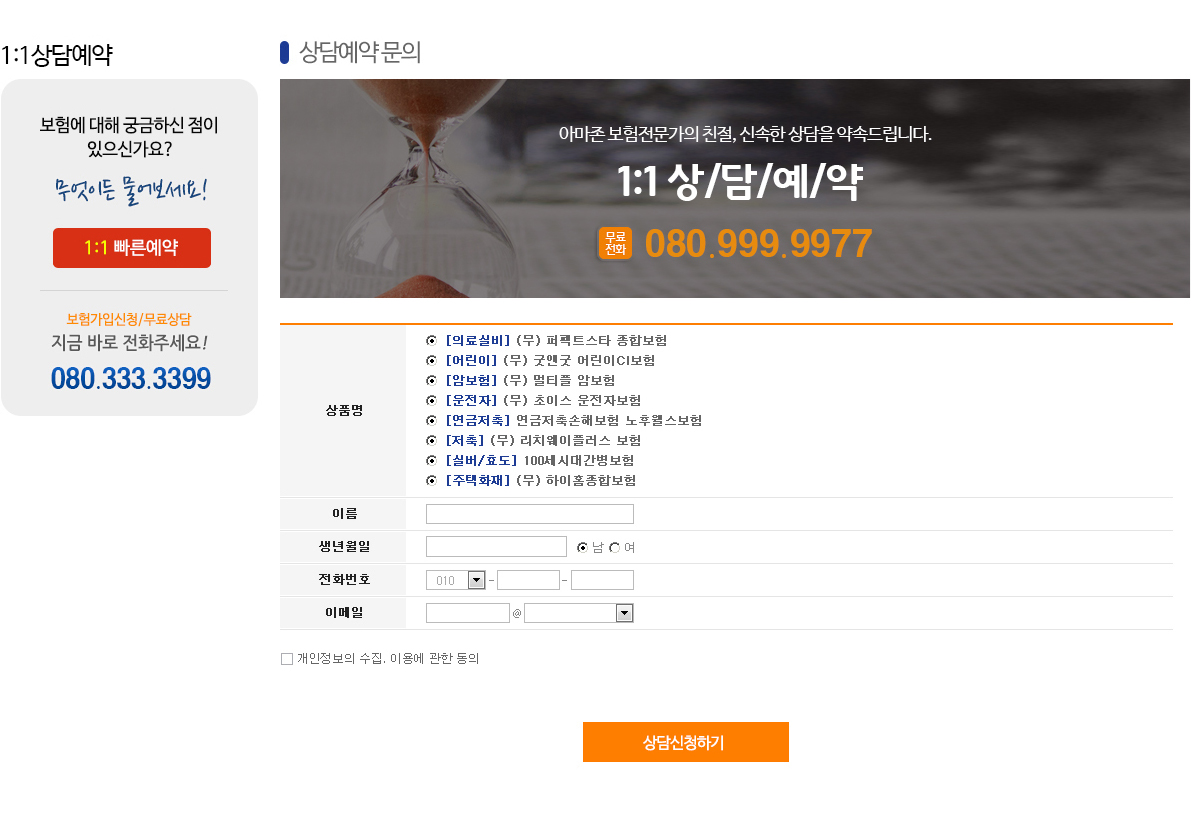 1:1상담예약
보험에 대해 궁금하신 점이
있으신가요?
무엇이든 물어보세요!
1:1 빠른예약
보험가입신청/무료상담
지금 바로 전화주세요!
080.333.3399
상담예약 문의
아마존 보험전문가의 친절, 신속한 상담을 약속드립니다.
1:1 상/담/예/약
무료
전화
080.999.9977
상품명
[의료실비] (무) 퍼펙트스타 종합보험
[어린이] (무) 굿앤굿 어린이CI보험
[암보험] (무) 멀티플 암보험
[운전자] (무) 초이스 운전자보험
[연금저축] 연금저축손해보험 노후웰스보험
[저축] (무) 리치웨이플러스 보험
[실버/효도] 100세시대간병보험
[주택화재] (무) 하이홈종합보험
이름
생년월일 남 여
전화번호 010 - -
이메일 @
개인정보의 수집, 이용에 관한 동의
상담신청하기